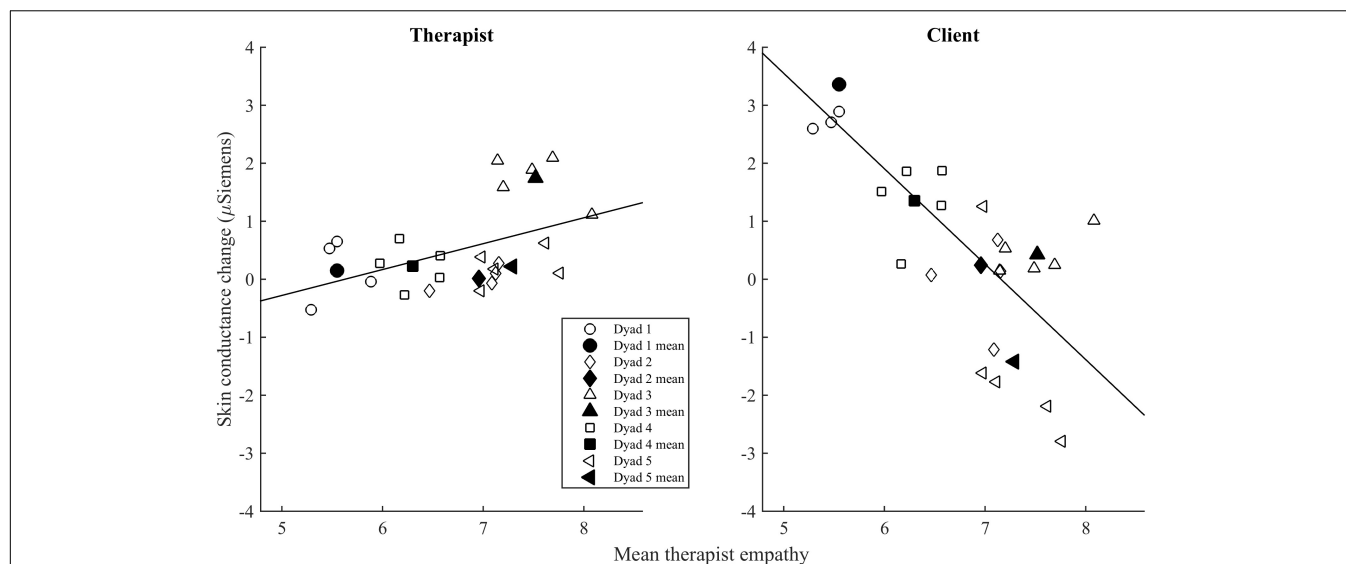 Therapist
Client
Skin conductance change (μSiemens)
4
3
2
1
0
-1
-2
-3
-4
5
6
7
8
Dyad 1
Dyad 1 mean
Dyad 2
Dyad 2 mean
Dyad 3
Dyad 3 mean
Dyad 4
Dyad 4 mean
Dyad 5
Dyad 5 mean
4
3
2
1
0
-1
-2
-3
-4
5
6
7
8
Mean therapist empathy